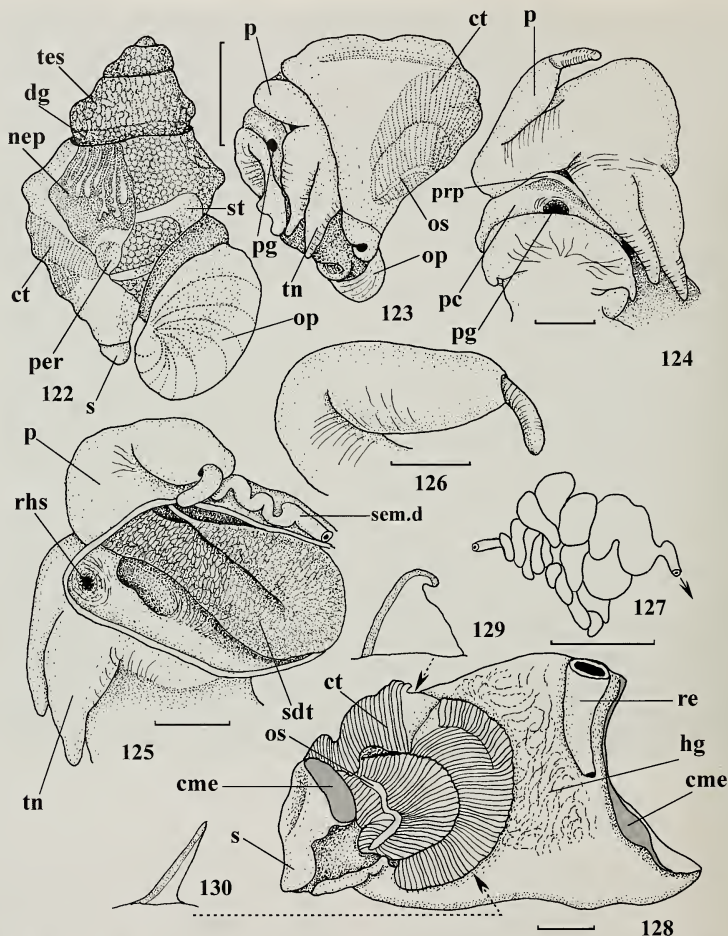 tes
dg
nep
ct
per
s
122
st
op
p
ct
os
pg
tn
op
123
p
prp
pc
pg
124
126
p
rhs
sem.d
sdt
tn
125
127
129
ct
os
cme
s
130
re
hg
cme
128